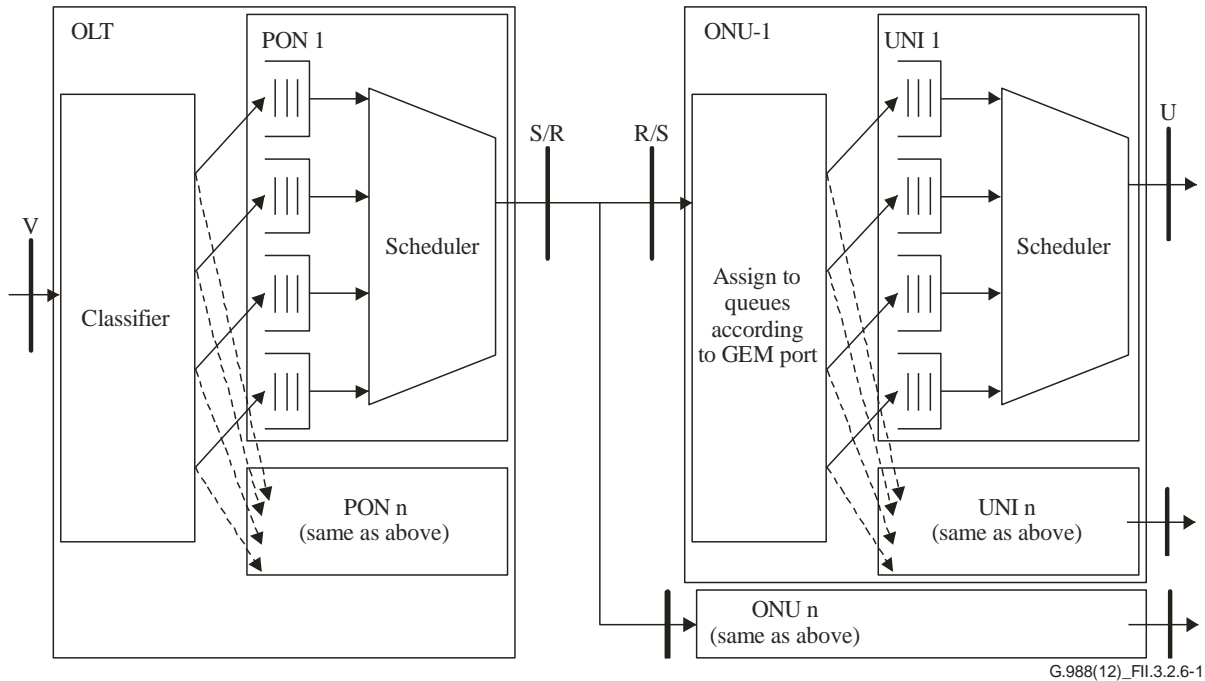 OLT
PON 1
ONU-1
UNI 1
S/R
R/S
U
V
Classifier
Scheduler
Assign to
queues
according
to GEM port
Scheduler
PON n
(same as above)
UNI n
(same as above)
ONU n
(same as above)
G.988(12)_FII.3.2.6-1